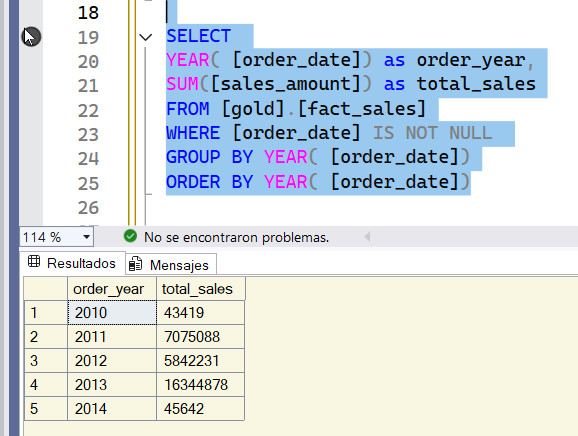 18
19 SELECT
20 YEAR( [order_date]) as order_year,
21 SUM([sales_amount]) as total_sales
22 FROM [gold].[fact_sales]
23 WHERE [order_date] IS NOT NULL
24 GROUP BY YEAR( [order_date])
25 ORDER BY YEAR( [order_date])
26
114 % No se encontraron problemas.
Resultados Mensajes
order_year total_sales
1 2010 43419
2 2011 7075088
3 2012 5842231
4 2013 16344878
5 2014 45642